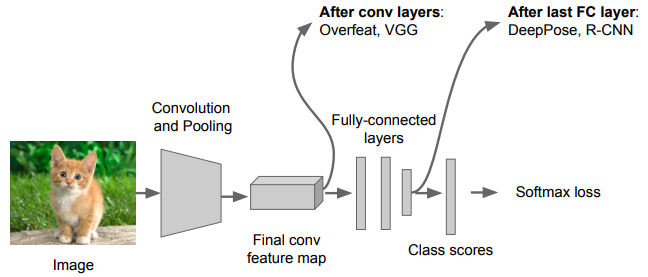 After conv layers:
Overfeat, VGG
After last FC layer:
DeepPose, R-CNN
Convolution
and Pooling
Fully-connected
layers
Softmax loss
Final conv
feature map
Class scores
Image